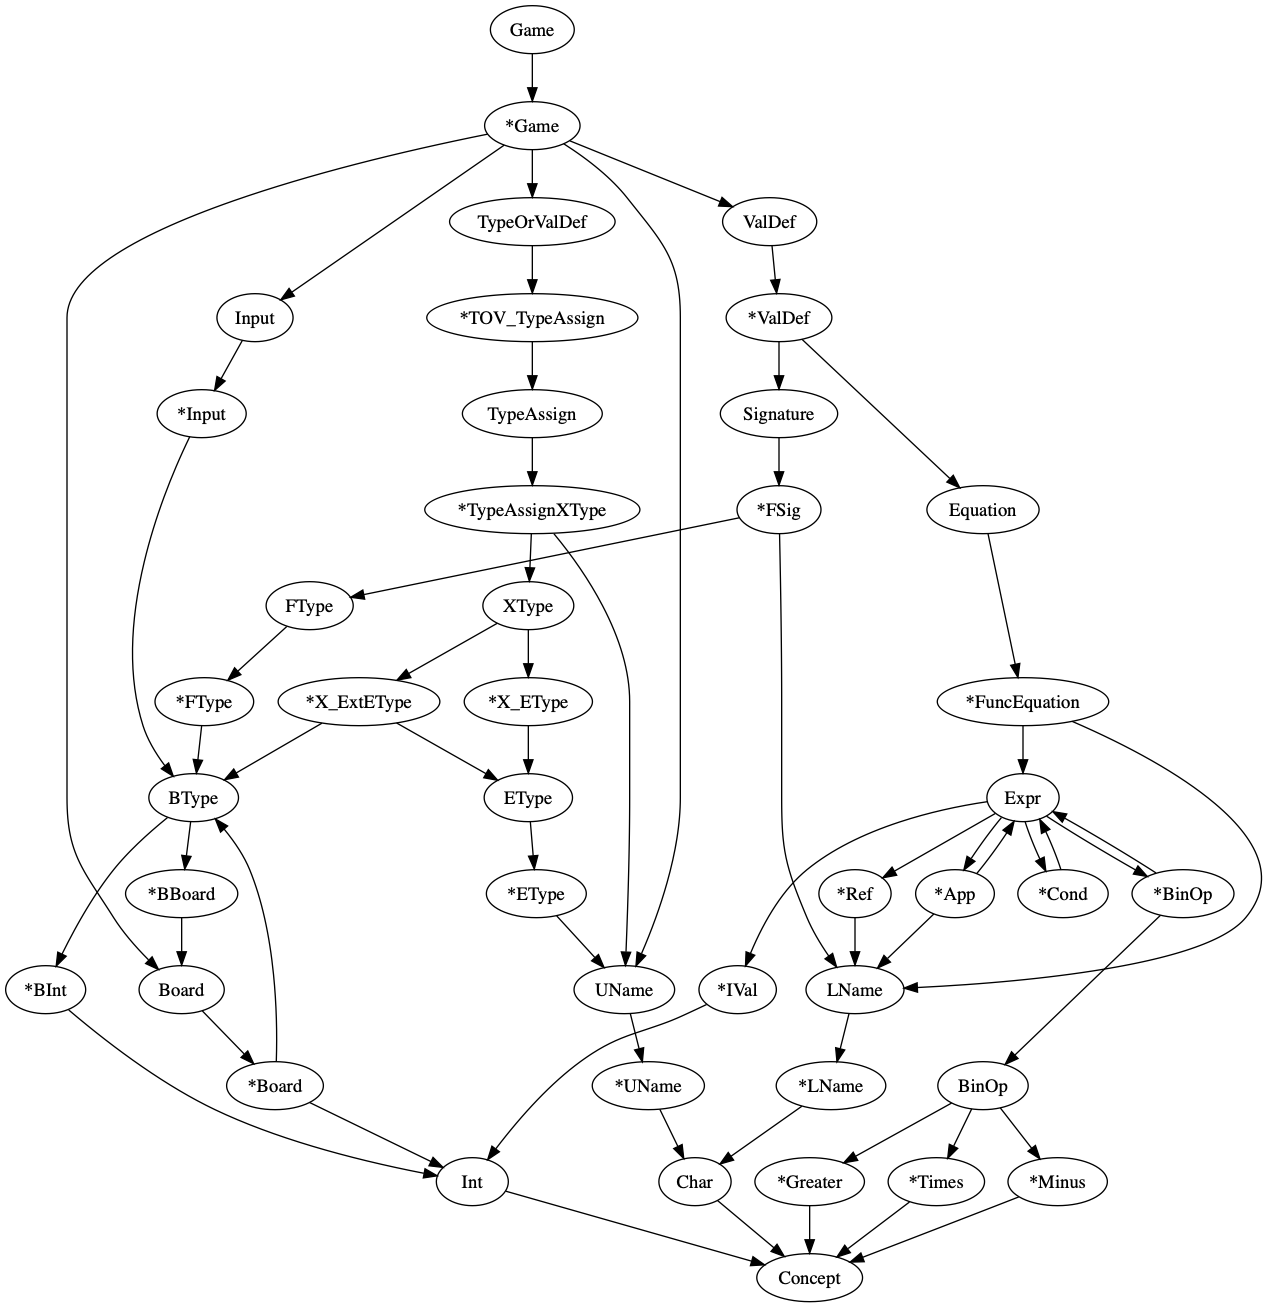 Game
*Game
TypeOrValDef
ValDef
Input
*TOV_TypeAssign
*ValDef
*Input
TypeAssign
Signature
*TypeAssignXType
*FSig
Equation
FType
XType
*FType
*X_ExtEType
*X_EType
*FuncEquation
BType
EType
Expr
*BBoard
*EType
*Ref
*App
*Cond
*BinOp
*BInt
Board
UName
*IVal
LName
*Board
*UName
*LName
BinOp
Int
Char
*Greater
*Times
*Minus
Concept